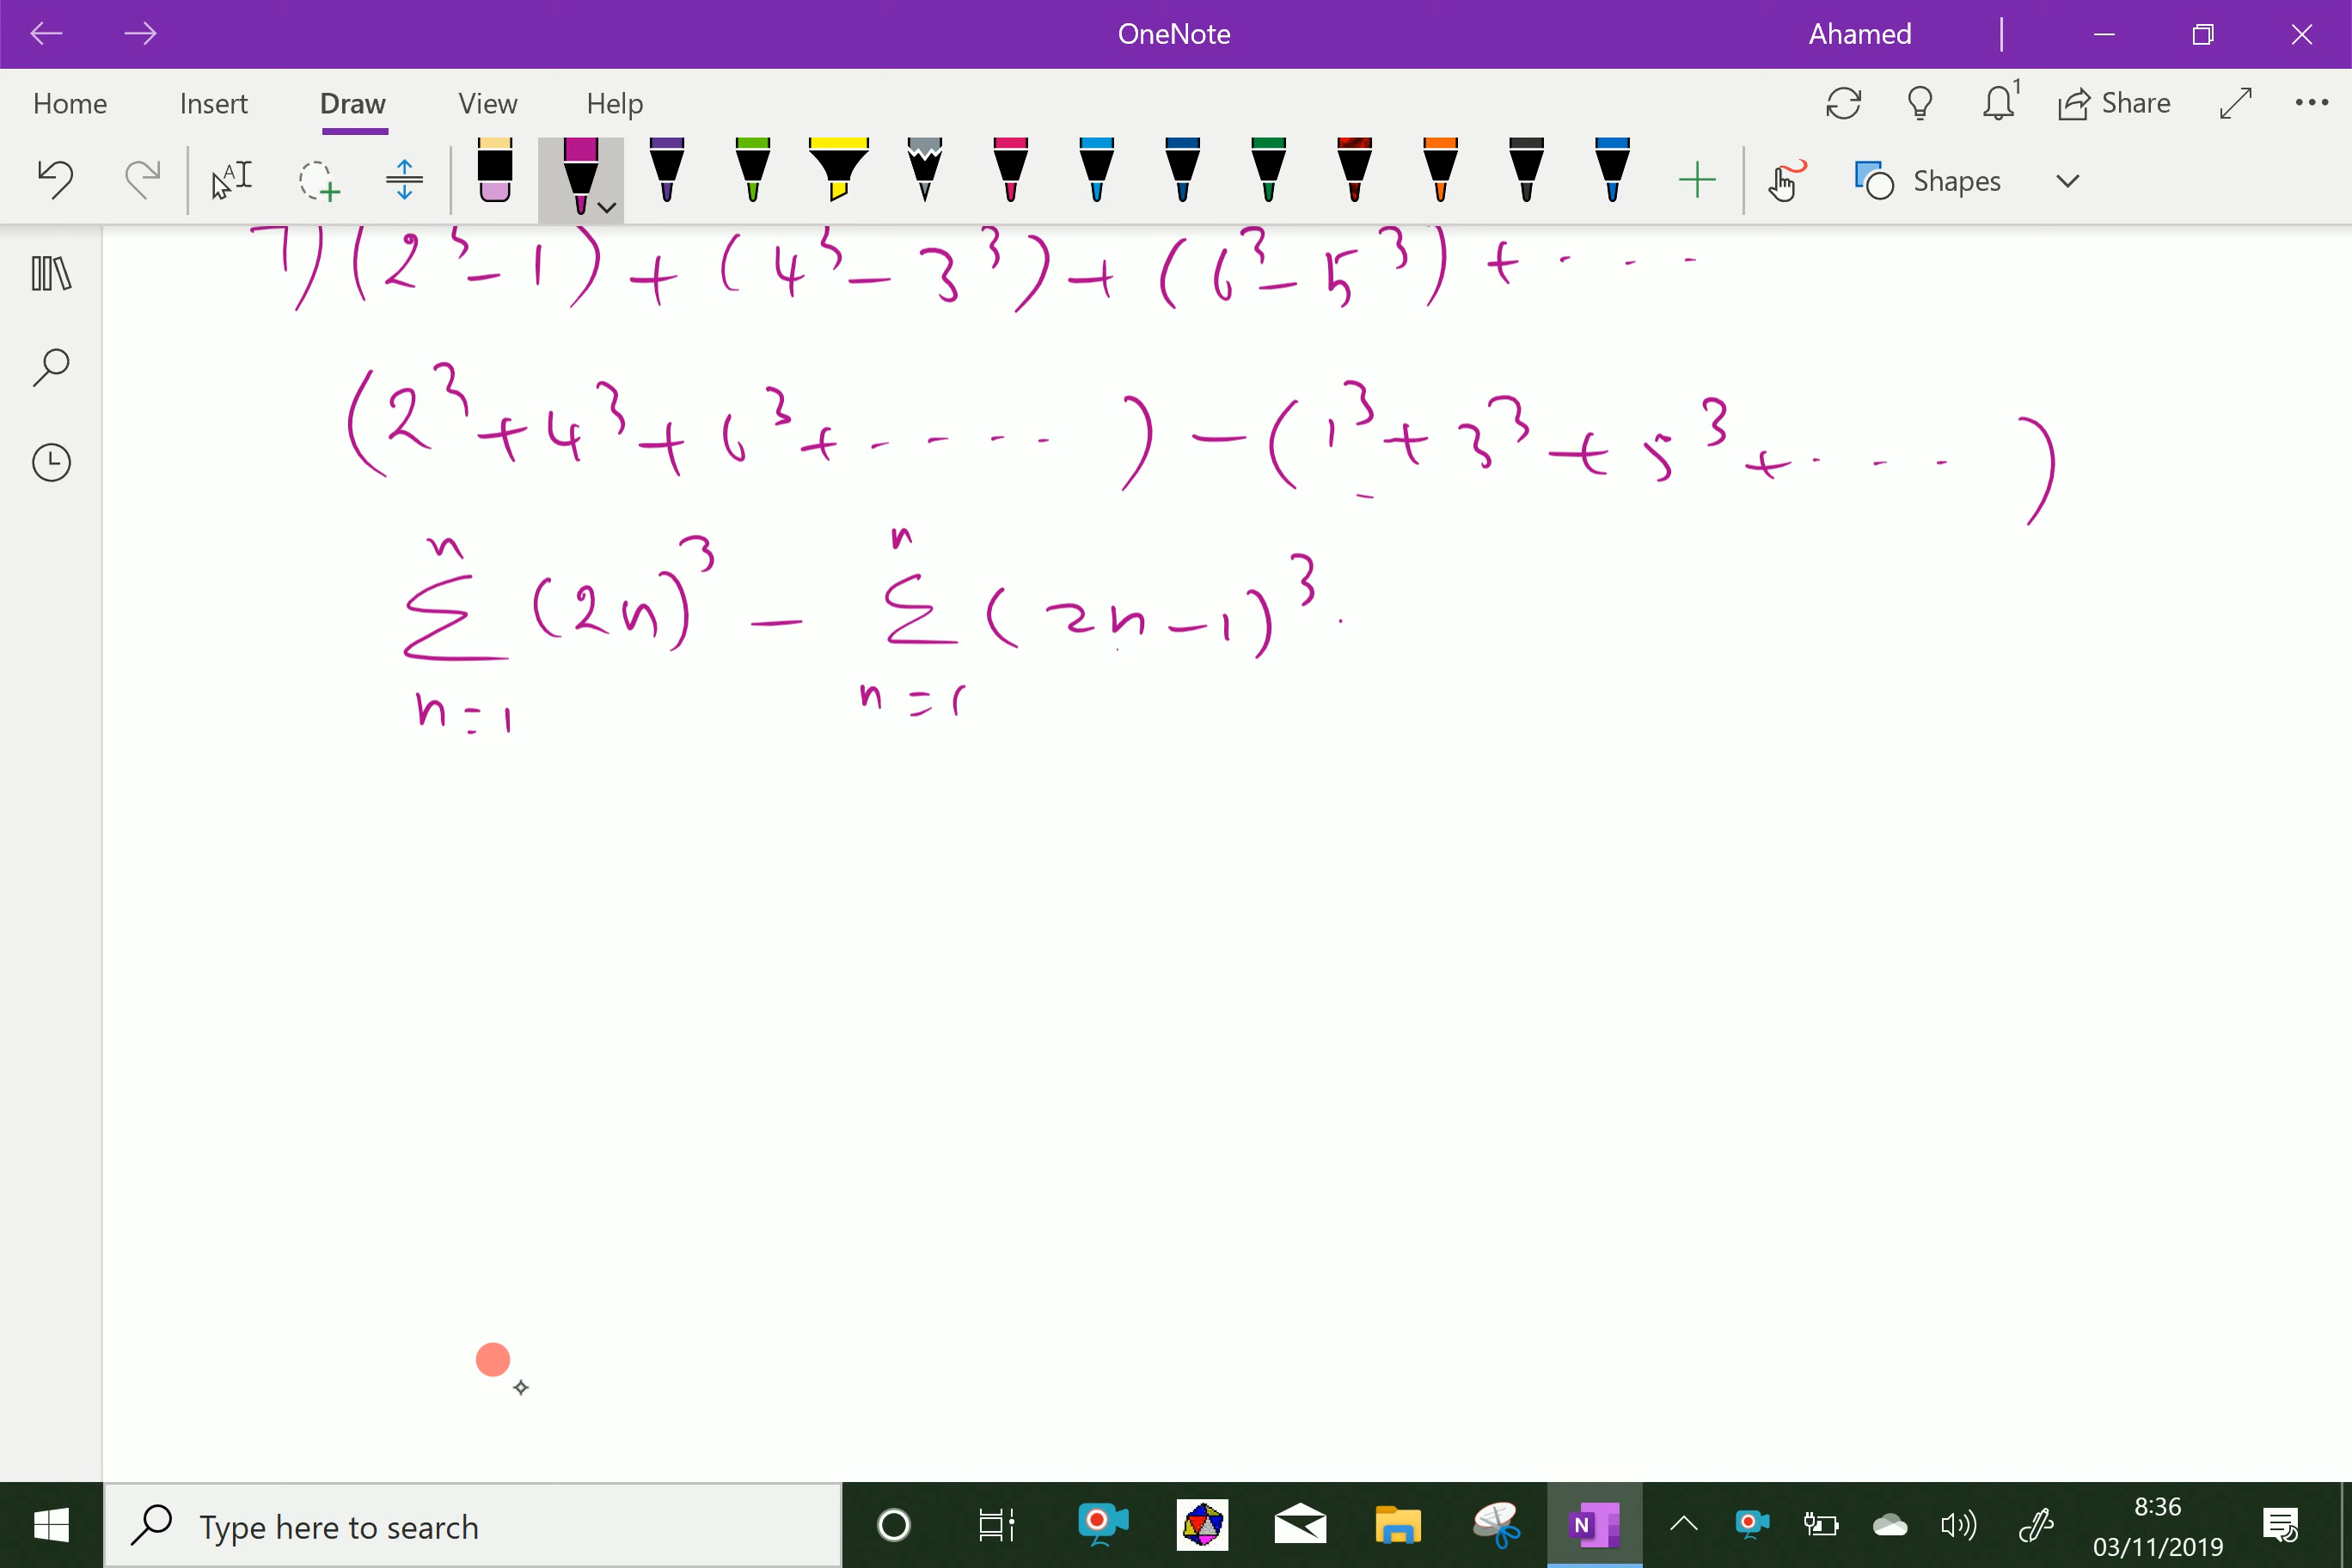 OneNote
Ahamed
Home Insert Draw View Help
1 Share
AI Shapes
7) (2³ - 1) + (4³ - 3³) + (6³ - 5³) + . . . .
(2³ + 4³ + 6³ + . . . . ) - (1³ + 3³ + 5³ + . . . )
n n
∑ (2n)³ - ∑ (2n-1)³.
n=1 n=1
Type here to search
N
8:36
03/11/2019